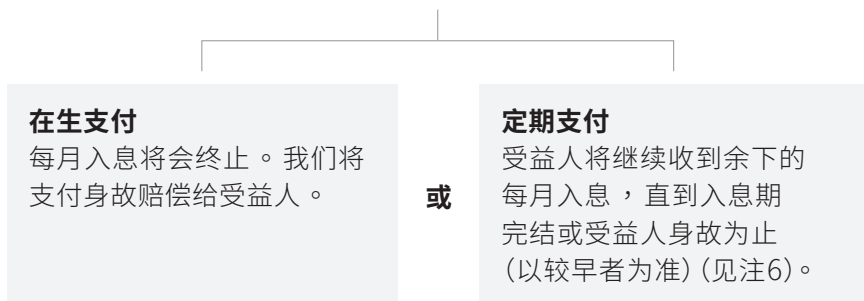 在生支付
每月入息将会终止。我们将
支付身故赔偿给受益人。
或
定期支付
受益人将继续收到余下的
每月入息，直到入息期
完结或受益人身故为止
(以较早者为准) (见注6)。